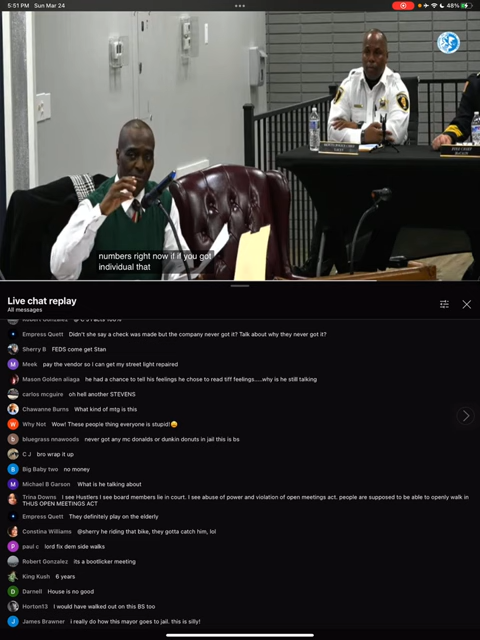 5:51 PM Sun Mar 24
48%
numbers right now if if you got
individual that
Live chat replay
All messages
Empress Quett Didn't she say a check was made but the company never got it? Talk about why they never got it?
Sherry B FEDS come get Stan
Meek pay the vendor so I can get my street light repaired
Mason Golden aliaga he had a chance to tell his feelings he chose to read tiff feelings.....why is he still talking
carlos mcguire oh hell another STEVENS
Chawanne Burns What kind of mtg is this
Why Not Wow! These people thing everyone is stupid!😩
bluegrass nnawoods never got any mc donalds or dunkin donuts in jail this is bs
C J bro wrap it up
Big Baby two no money
Michael B Garson What is he talking about
Trina Downs I see Hustlers I see board members lie in court. I see abuse of power and violation of open meetings act. people are supposed to be able to openly walk in
THUS OPEN MEETINGS ACT
Empress Quett They definitely play on the elderly
Constina Williams @sherry he riding that bike, they gotta catch him, lol
paul c lord fix dem side walks
Robert Gonzalez its a bootlicker meeting
King Kush 6 years
Darnell House is no good
Horton13 I would have walked out on this BS too
James Brawner i really do how this mayor goes to jail. this is silly!